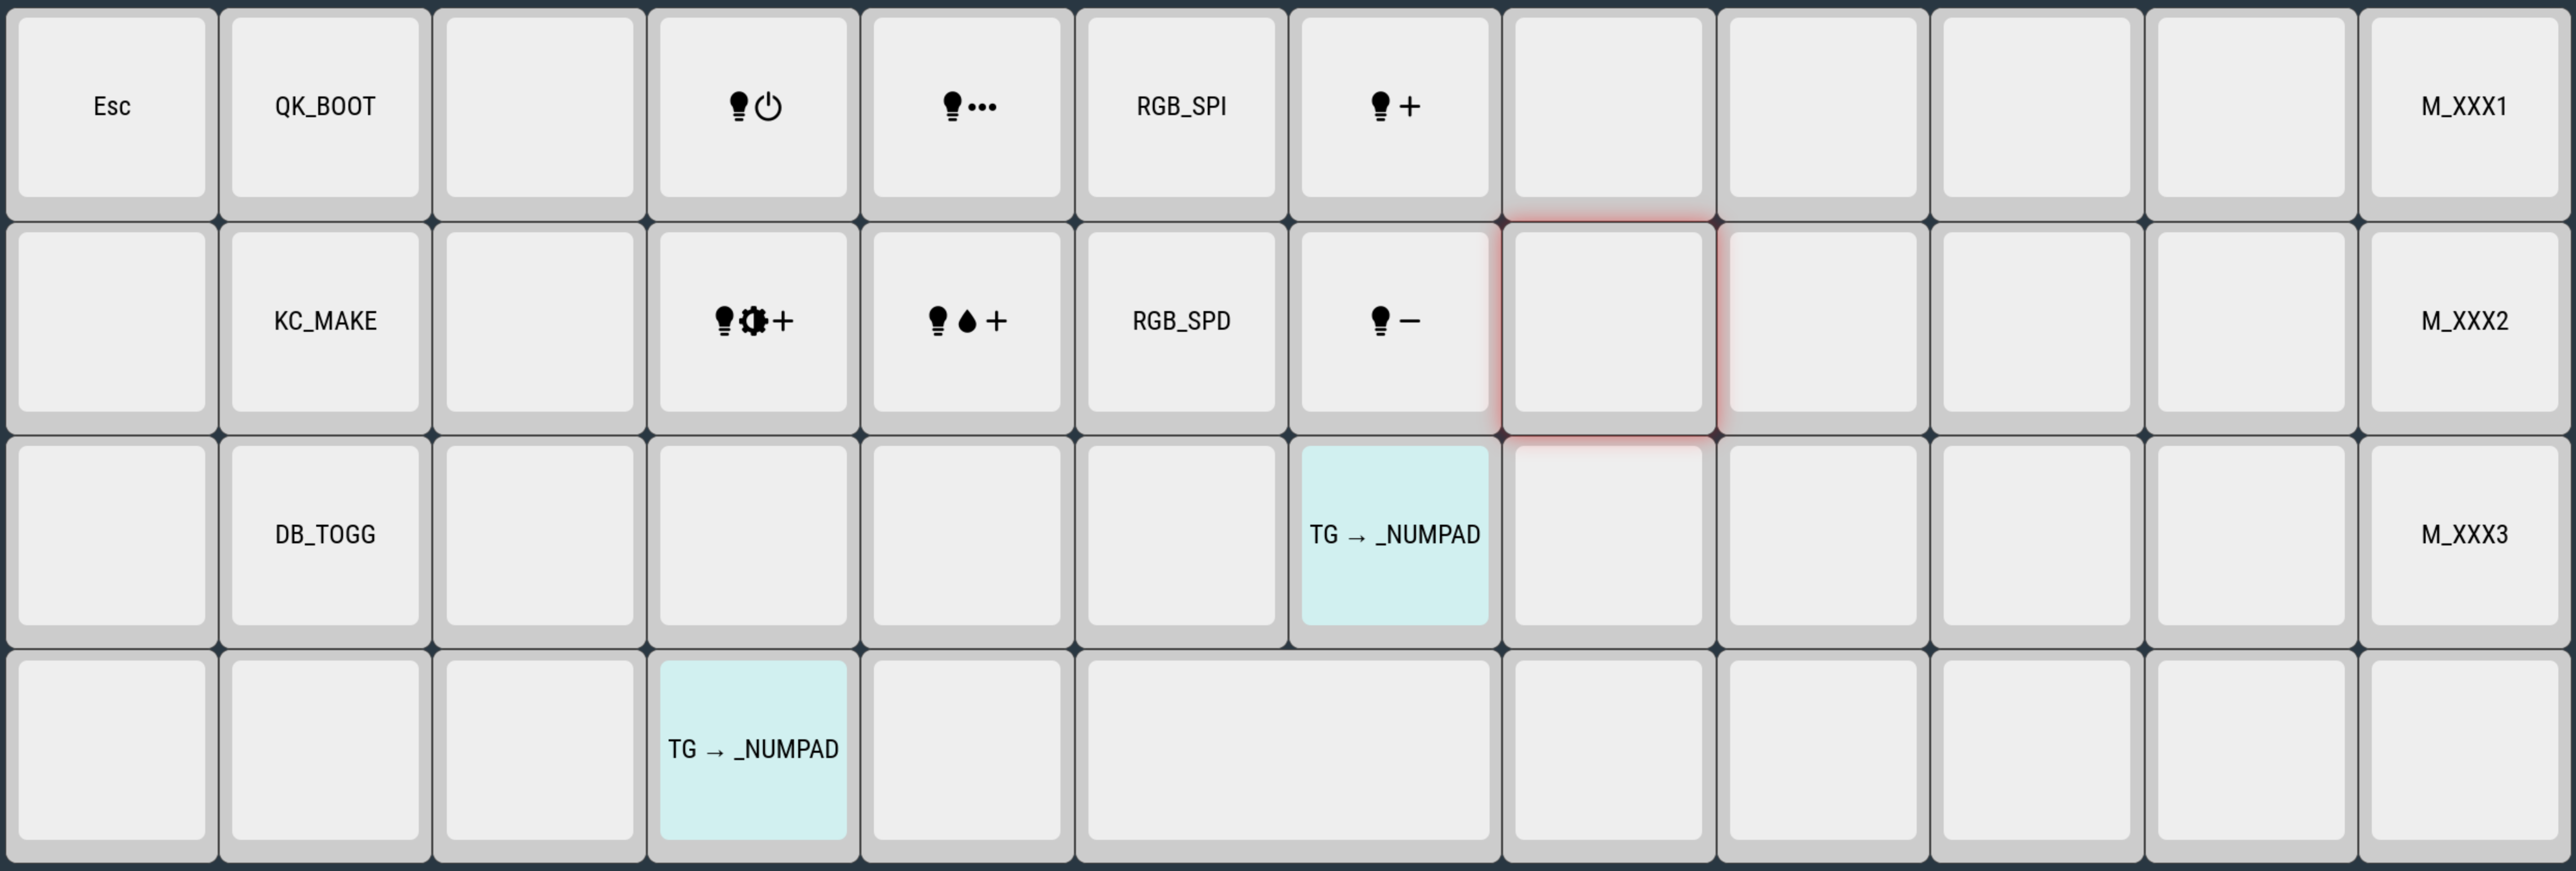 Esc QK_BOOT RGB_SPI + M_XXX1
KC_MAKE + + RGB_SPD − M_XXX2
DB_TOGG TG → _NUMPAD M_XXX3
TG → _NUMPAD